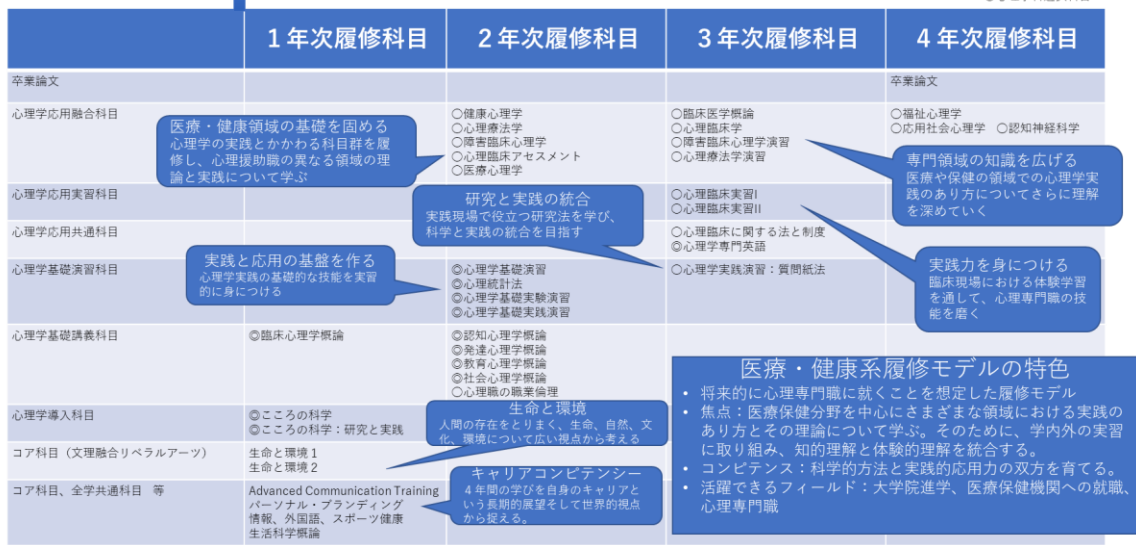 1年次履修科目 2年次履修科目 3年次履修科目 4年次履修科目
卒業論文 卒業論文
心理学応用融合科目
医療・健康領域の基礎を固める
心理学の実践とかかわる科目群を履
修し、心理援助職の異なる領域の理
論と実践について学ぶ
○健康心理学
○心理療法学
○障害臨床心理学
○心理臨床アセスメント
○医療心理学
○臨床医学概論
○心理臨床学
○障害臨床心理学演習
○心理療法学演習
○福祉心理学
○応用社会心理学 ○認知神経科学
専門領域の知識を広げる
医療や保健の領域での心理学実
践のあり方についてさらに理解
を深めていく
心理学応用実習科目
研究と実践の統合
実践現場で役立つ研究法を学び、
科学と実践の統合を目指す
○心理臨床実習I
○心理臨床実習II
心理学応用共通科目
○心理臨床に関する法と制度
◎心理学専門英語
心理学基礎演習科目
実践と応用の基盤を作る
心理学実践の基礎的な技能を実習
的に身につける
◎心理学基礎演習
◎心理統計法
◎心理学基礎実験演習
◎心理学基礎実践演習
○心理学実践演習：質問紙法
実践力を身につける
臨床現場における体験学習
を通して、心理専門職の技
能を磨く
心理学基礎講義科目
◎臨床心理学概論
◎認知心理学概論
◎発達心理学概論
◎教育心理学概論
◎社会心理学概論
○心理職の職業倫理
心理学導入科目
◎こころの科学
◎こころの科学：研究と実践
生命と環境
人間の存在をとりまく、生命、自然、文
化、環境について広い視点から考える
コア科目（文理融合リベラルアーツ）
生命と環境1
生命と環境2
コア科目、全学共通科目 等
Advanced Communication Training
パーソナル・ブランディング
情報、外国語、スポーツ健康
生活科学概論
キャリアコンピテンシー
4年間の学びを自身のキャリアと
いう長期的展望そして世界的視点
から捉える。
医療・健康系履修モデルの特色
• 将来的に心理専門職に就くことを想定した履修モデル
• 焦点：医療保健分野を中心にさまざまな領域における実践の
あり方とその理論について学ぶ。そのために、学内外の実習
に取り組み、知的理解と体験的理解を統合する。
• コンピテンス：科学的方法と実践的応用力の双方を育てる。
• 活躍できるフィールド：大学院進学、医療保健機関への就職、
心理専門職